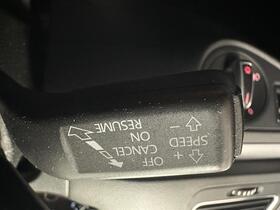 +
SPEED
-
OFF
CANCEL
ON
RESUME